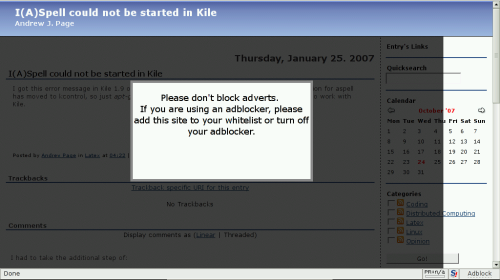 I(A)Spell could not be started in Kile
Andrew J. Page
Thursday, January 25. 2007
I(A)Spell could not be started in Kile
I got this error message in Kile 1.9
for aspell
has moved to
control, so just apt-g
work with
Kile.
Please don't block adverts.
If you are using an adblocker, please
add this site to your whitelist or turn off
your adblocker.
Posted by Andrew Page in Latex at 04:20
Trackbacks
Trackback specific URI for this entry
No Trackbacks
Comments
Display comments as (Linear | Threaded)
I had to take the additional step of:
Entry's Links
Quicksearch
Calendar
October '07
Mon Tue Wed Thu Fri Sat Sun
1 2 3 4 5 6 7
8 9 10 11 12 13 14
15 16 17 18 19 20 21
22 23 24 25 26 27 28
29 30 31
Categories
Coding
Distributed Computing
Latex
Linux
Opinion
Go!
Done
Adblock